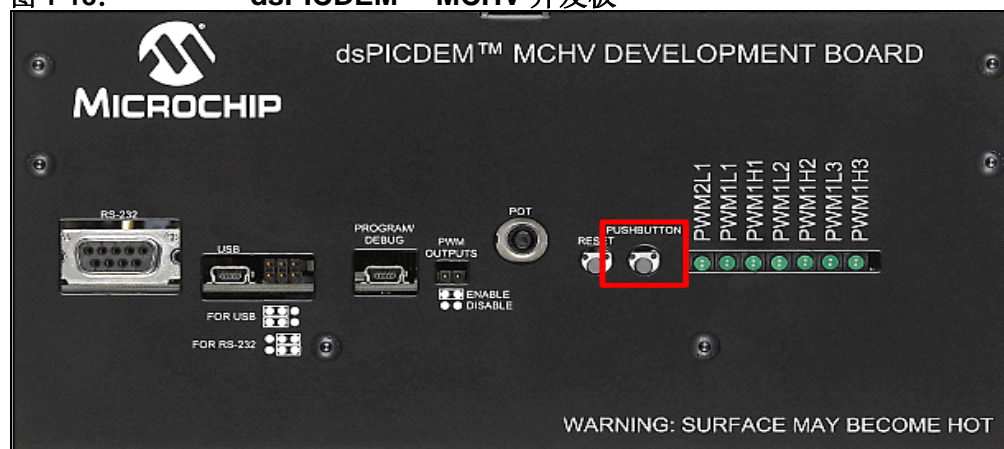 图 dsPICDEM™ MCHV 开发板
MICROCHIP
dsPICDEM™ MCHV DEVELOPMENT BOARD
RS-232
USB
FOR USB
FOR RS-232
PROGRAM/
DEBUG
PWM
OUTPUTS
ENABLE
DISABLE
POT
RESET
PUSHBUTTON
PWM2L1
PWM1L1
PWM1H1
PWM1L2
PWM1H2
PWM1L3
PWM1H3
WARNING: SURFACE MAY BECOME HOT